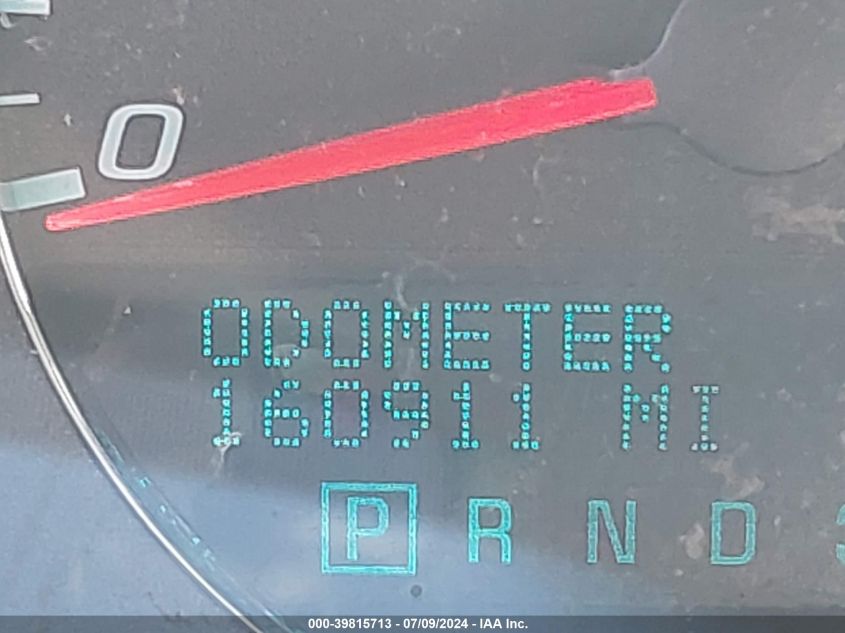 0
ODOMETER
160911 MI
P R N D
000-39815713 - 07/09/2024 - IAA Inc.